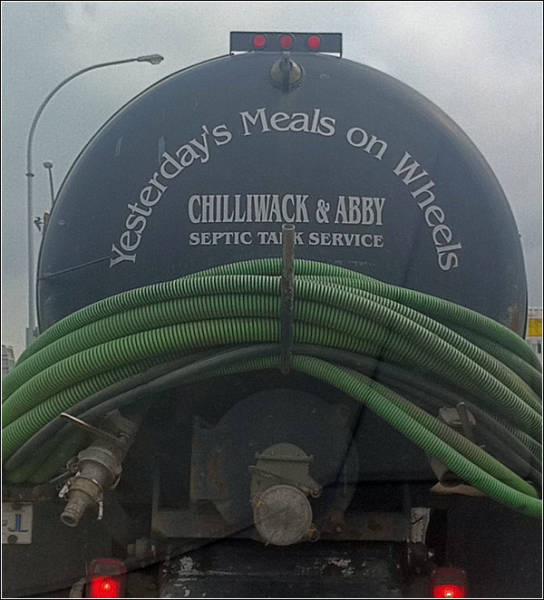 Yesterday's Meals on Wheels
CHILLIWACK & ABBY
SEPTIC TANK SERVICE